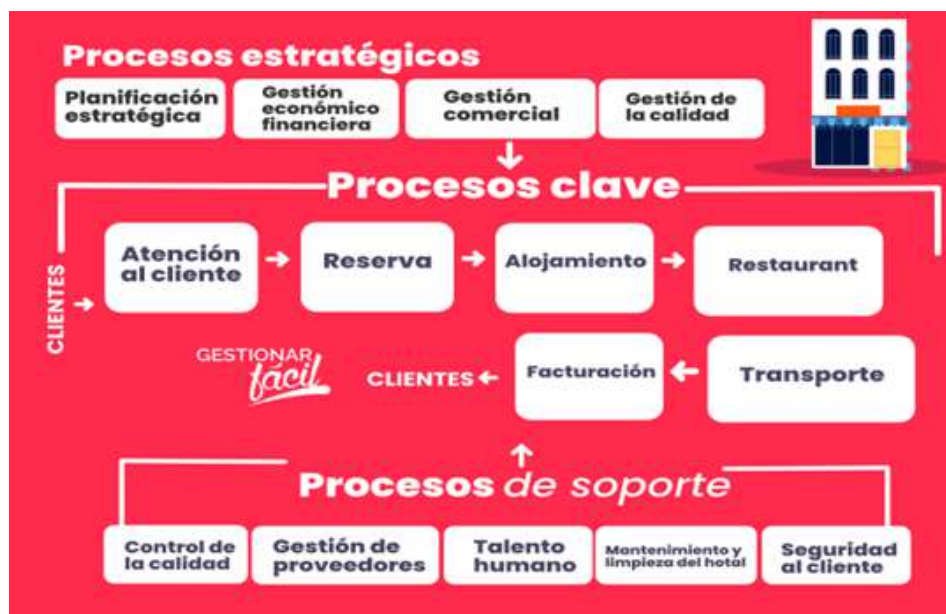 Procesos estratégicos
Planificación
estratégica
Gestión
económico
financiera
Gestión
comercial
Gestión de
la calidad
Procesos clave
CLIENTES
Atención
al cliente
Reserva
Alojamiento
Restaurant
GESTIONAR
fácil
CLIENTES
Facturación
Transporte
Procesos de soporte
Control de
la calidad
Gestión de
proveedores
Talento
humano
Mantenimiento y
limpieza del hotal
Seguridad
al cliente